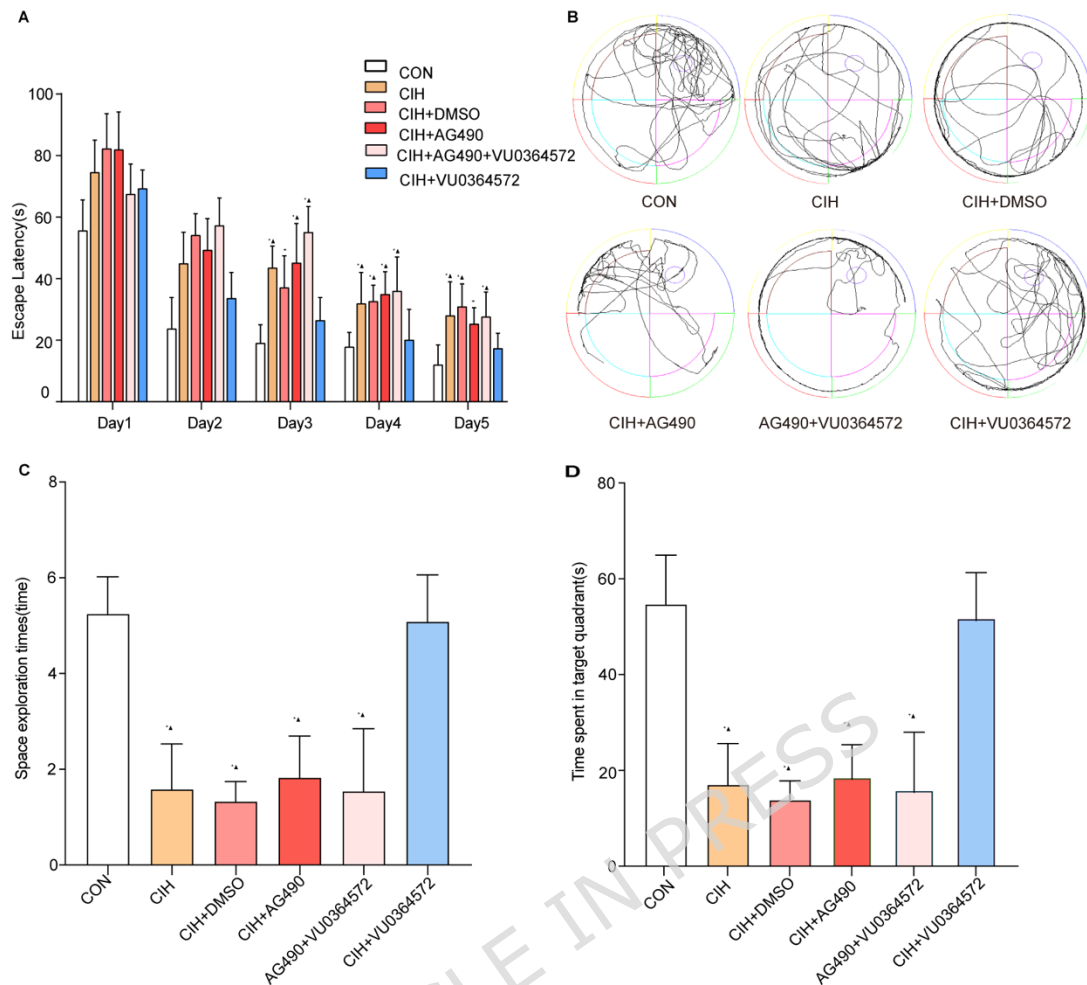 A
CON
CIH
CIH+DMSO
CIH+AG490
CIH+AG490+VU0364572
CIH+VU0364572
Escape Latency(s)
100
80
60
40
20
0
Day1
Day2
Day3
Day4
Day5
B
CON
CIH
CIH+DMSO
CIH+AG490
AG490+VU0364572
CIH+VU0364572
C
Space exploration times(time)
8
6
4
2
0
CON
CIH
CIH+DMSO
CIH+AG490
AG490+VU0364572
CIH+VU0364572
D
Time spent in target quadrant(s)
80
60
40
20
0
CON
CIH
CIH+DMSO
CIH+AG490
AG490+VU0364572
CIH+VU0364572
LE IN PRESS